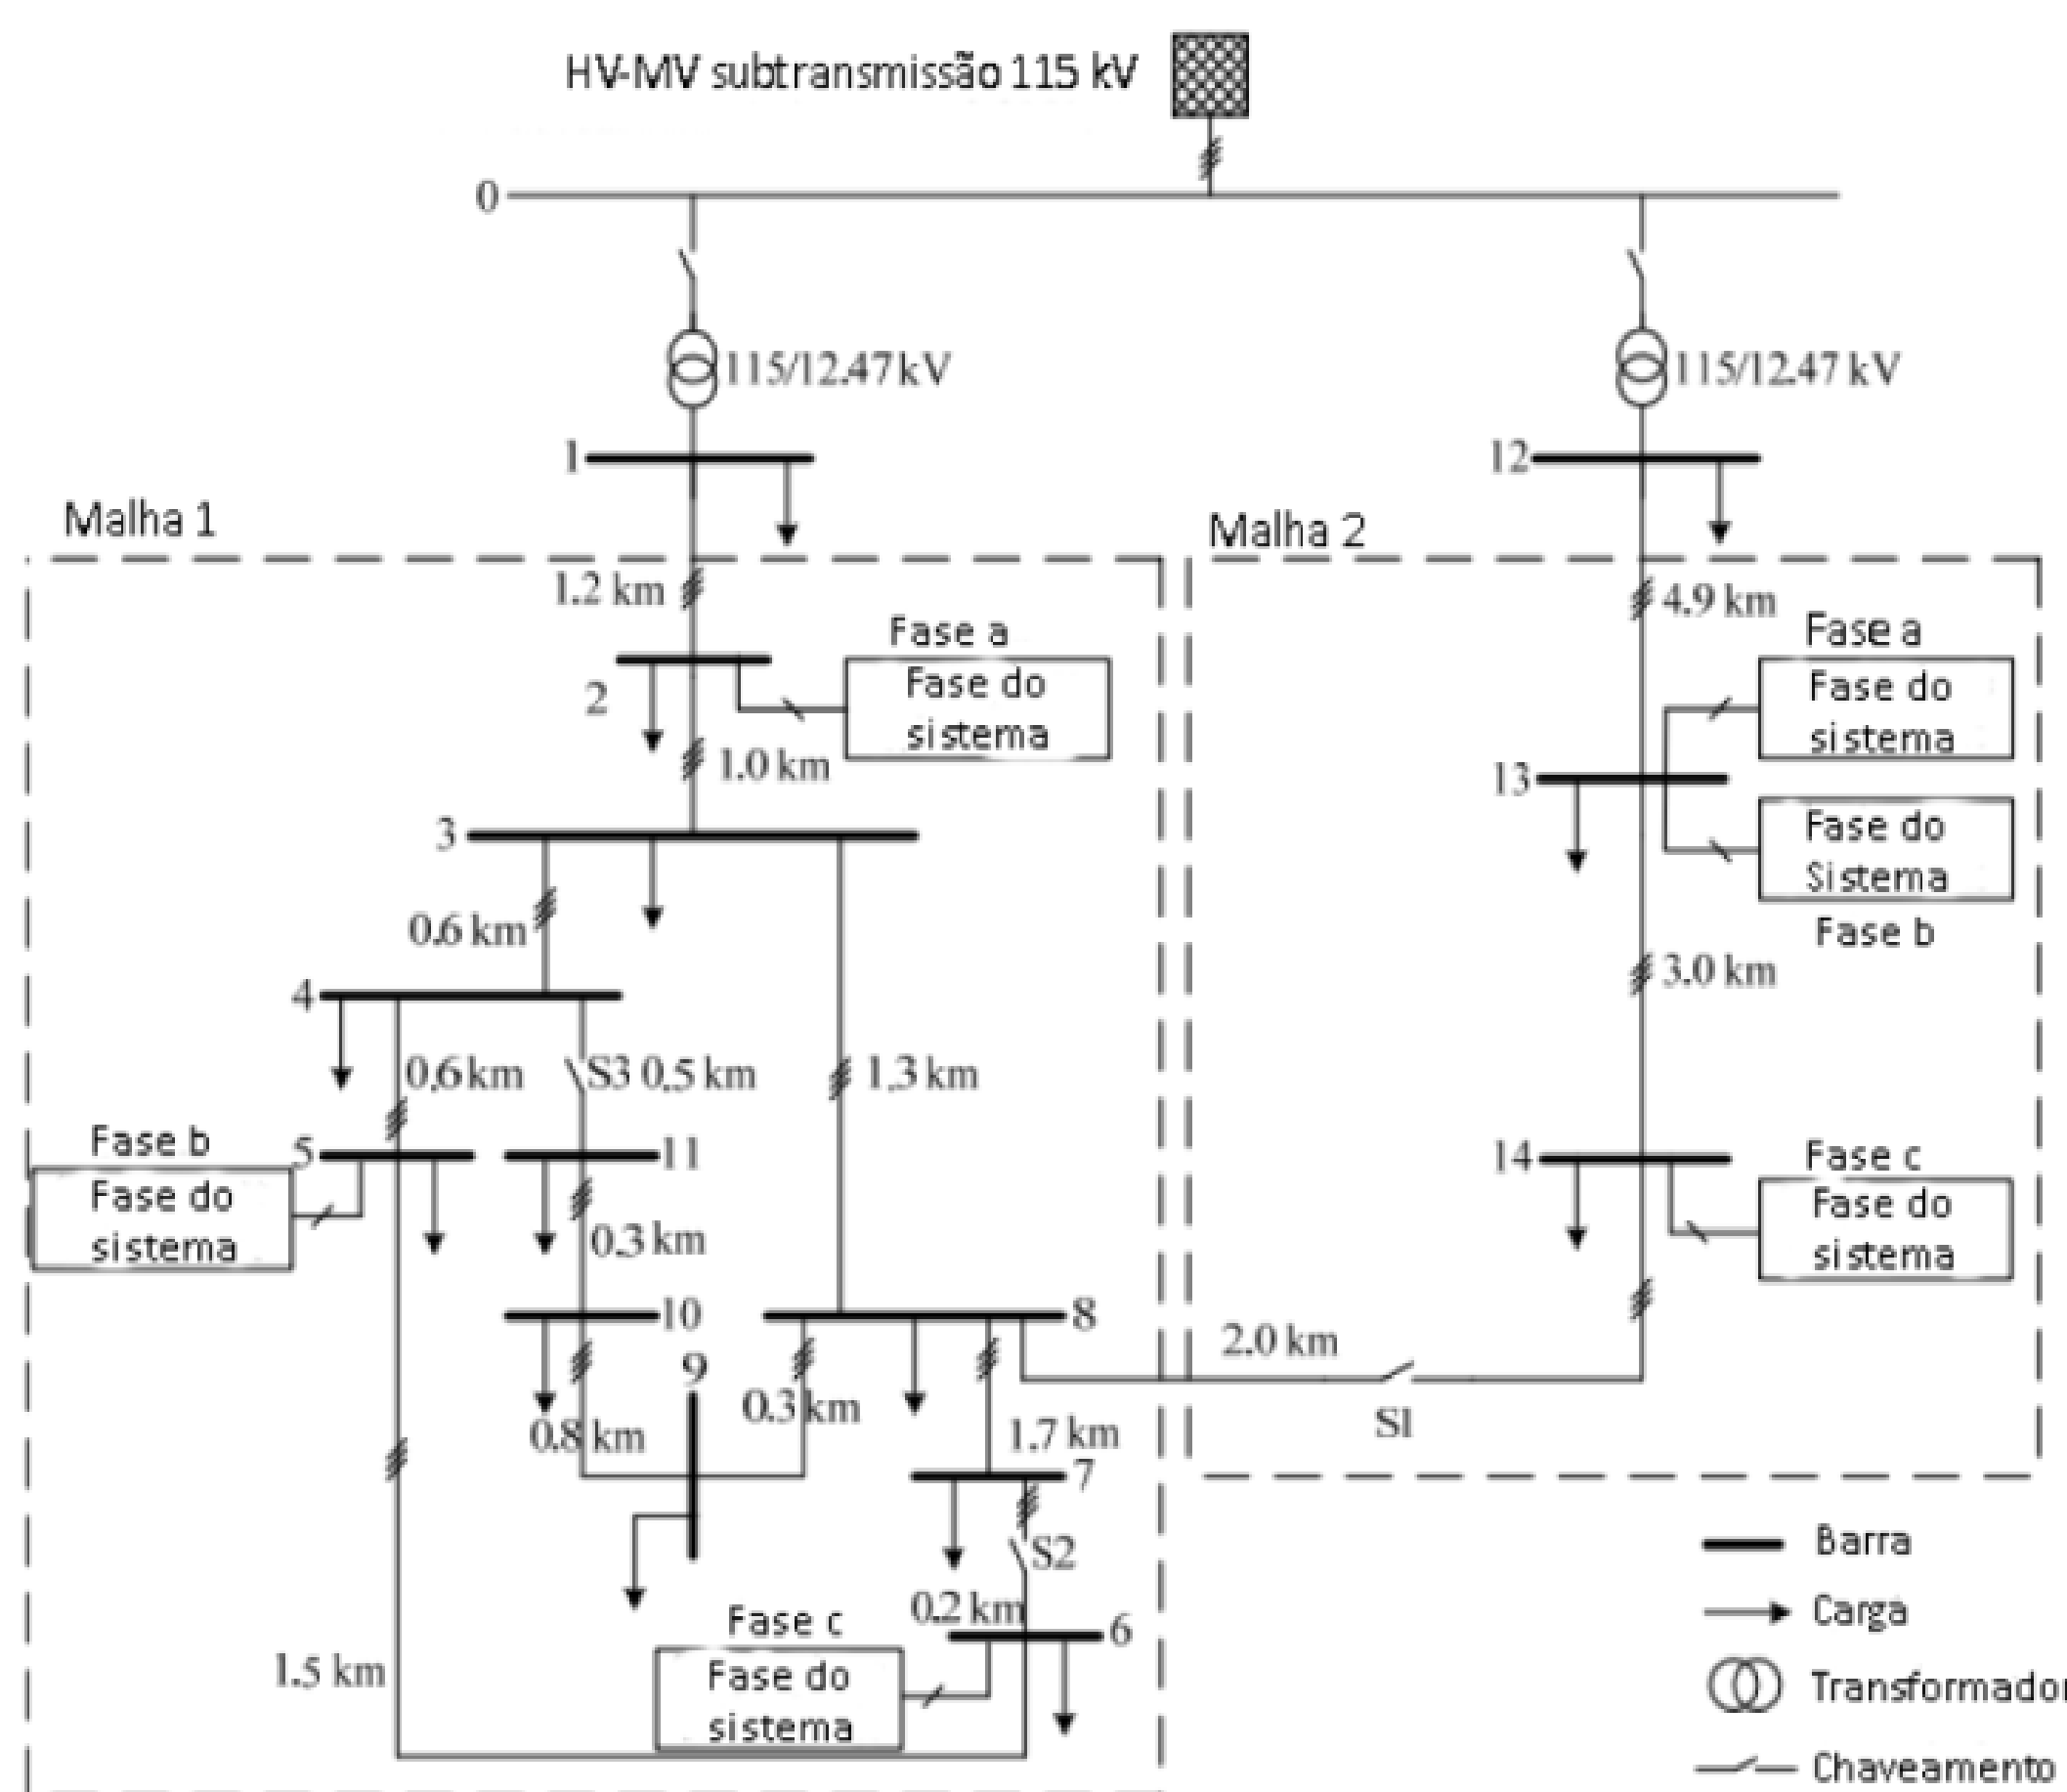 HV-MV subtransmissão 115 kV
0
115/12.47 kV
115/12.47 kV
1
12
Malha 1
Malha 2
1.2 km
4.9 km
Fase a
Fase do
sistema
2
1.0 km
Fase a
Fase do
sistema
13
Fase do
Sistema
Fase b
3
0.6 km
3.0 km
4
0.6 km
S3 0.5 km
1.3 km
Fase b
Fase do
sistema
5
11
14
Fase c
Fase do
sistema
0.3 km
10
8
9
2.0 km
S1
0.8 km
0.3 km
1.7 km
7
S2
0.2 km
6
Fase c
Fase do
sistema
1.5 km
Barra
Carga
Transformador
Chaveamento